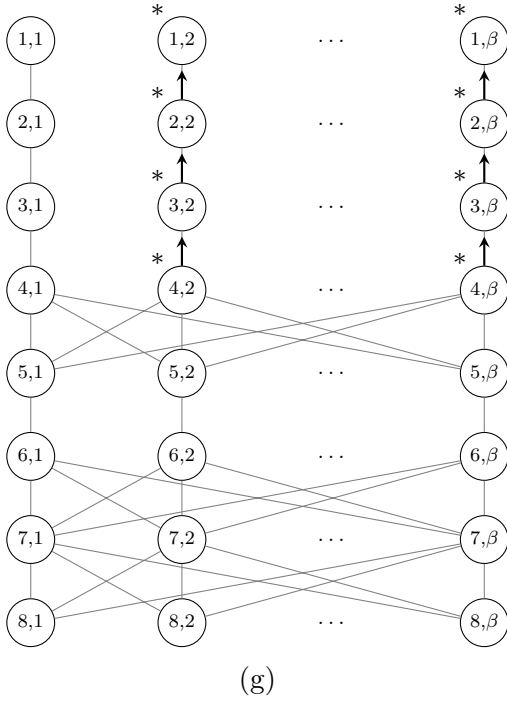 * *
1,1 1,2 ... 1,β
* *
2,1 2,2 ... 2,β
* *
3,1 3,2 ... 3,β
* *
4,1 4,2 ... 4,β
5,1 5,2 ... 5,β
6,1 6,2 ... 6,β
7,1 7,2 ... 7,β
8,1 8,2 ... 8,β
(g)